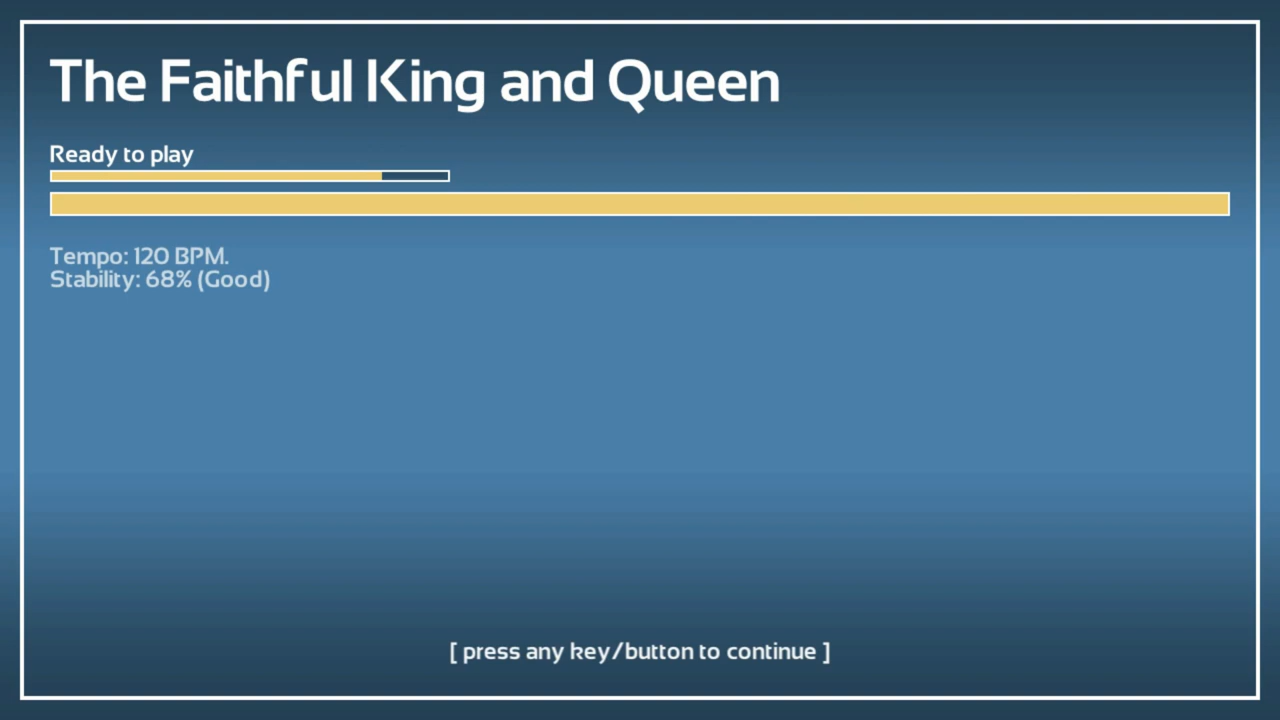 The Faithful King and Queen
Ready to play
Tempo: 120 BPM.
Stability: 68% (Good)
[ press any key/button to continue ]